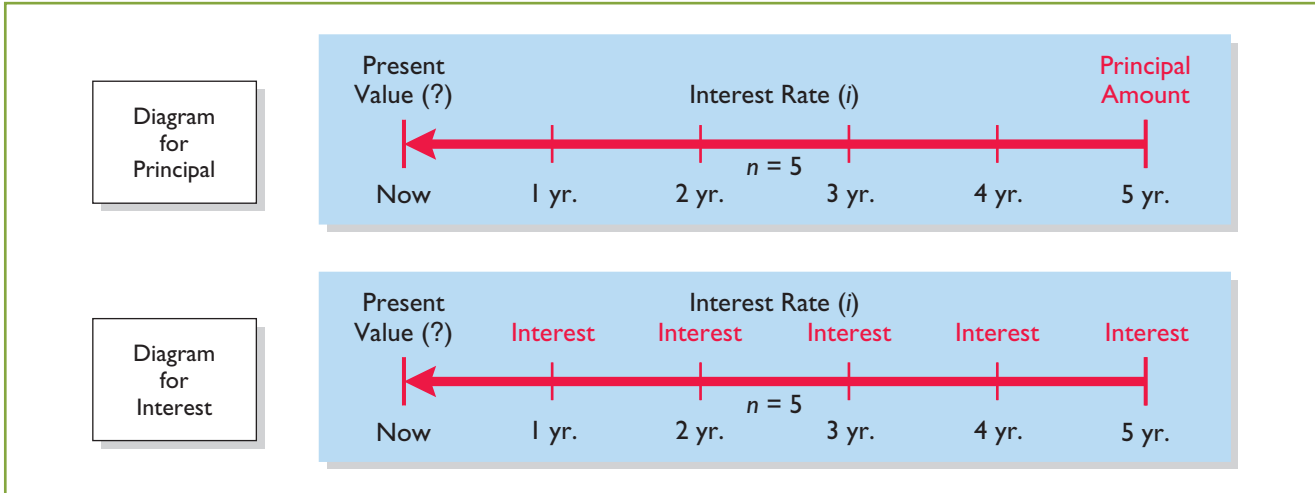 Diagram
for
Principal
Present
Value (?)
Interest Rate (i)
Principal
Amount
n = 5
Now
1 yr.
2 yr.
3 yr.
4 yr.
5 yr.
Diagram
for
Interest
Present
Value (?)
Interest Rate (i)
Interest
Interest
Interest
Interest
Interest
n = 5
Now
1 yr.
2 yr.
3 yr.
4 yr.
5 yr.